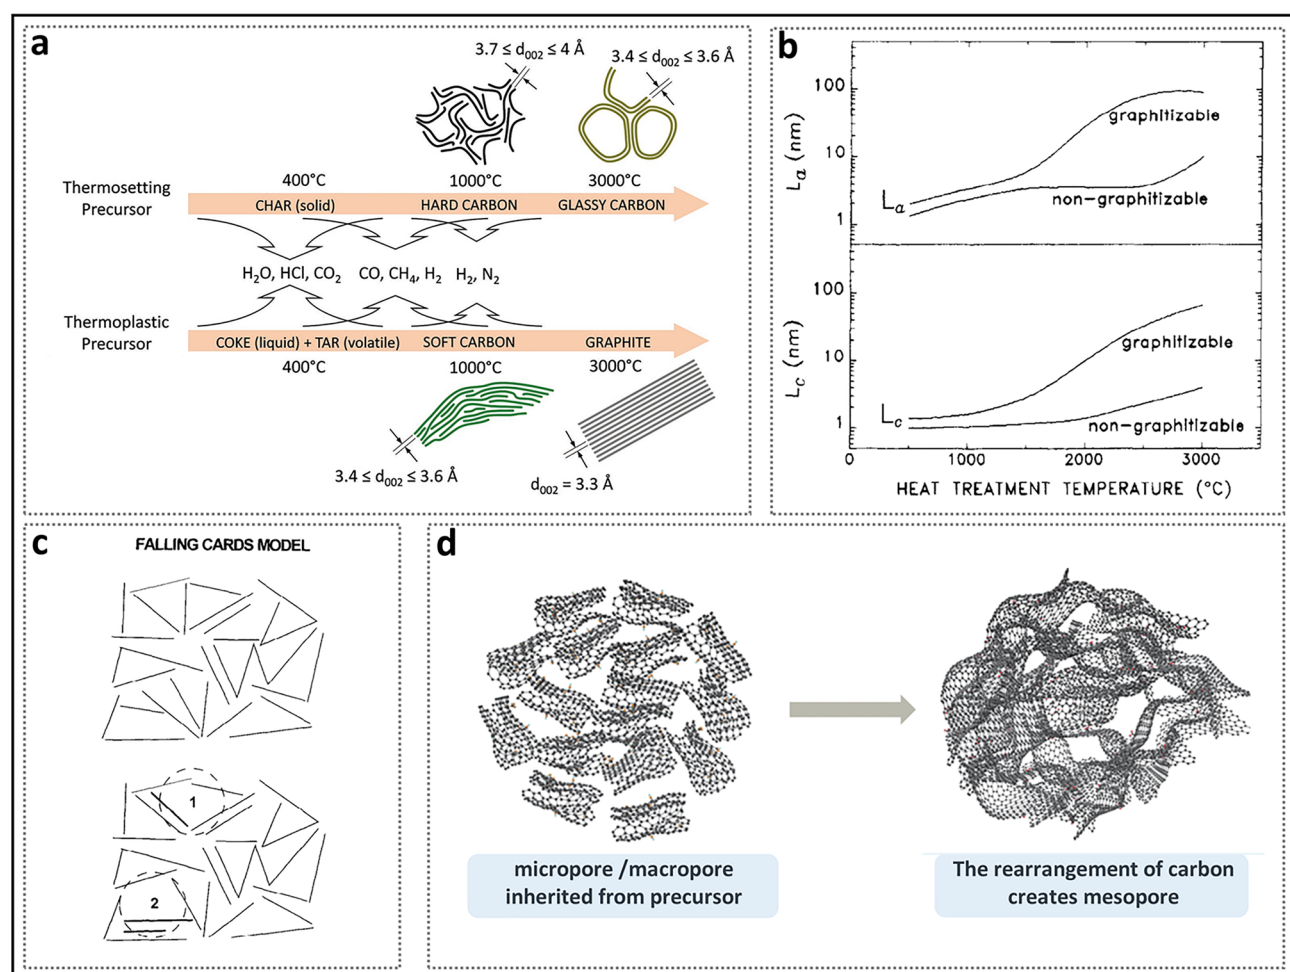 a
3.7 ≤ d002 ≤ 4 Å
3.4 ≤ d002 ≤ 3.6 Å
Thermosetting
Precursor
400°C
1000°C
3000°C
CHAR (solid)
HARD CARBON
GLASSY CARBON
H2O, HCl, CO2
CO, CH4, H2
H2, N2
Thermoplastic
Precursor
COKE (liquid) + TAR (volatile)
SOFT CARBON
GRAPHITE
400°C
1000°C
3000°C
3.4 ≤ d002 ≤ 3.6 Å
d002 = 3.3 Å
b
La (nm)
100
10
1
graphitizable
La
non-graphitizable
Lc (nm)
100
10
1
graphitizable
Lc
non-graphitizable
0
1000
2000
3000
HEAT TREATMENT TEMPERATURE (°C)
c
FALLING CARDS MODEL
1
2
d
micropore /macropore
inherited from precursor
The rearrangement of carbon
creates mesopore